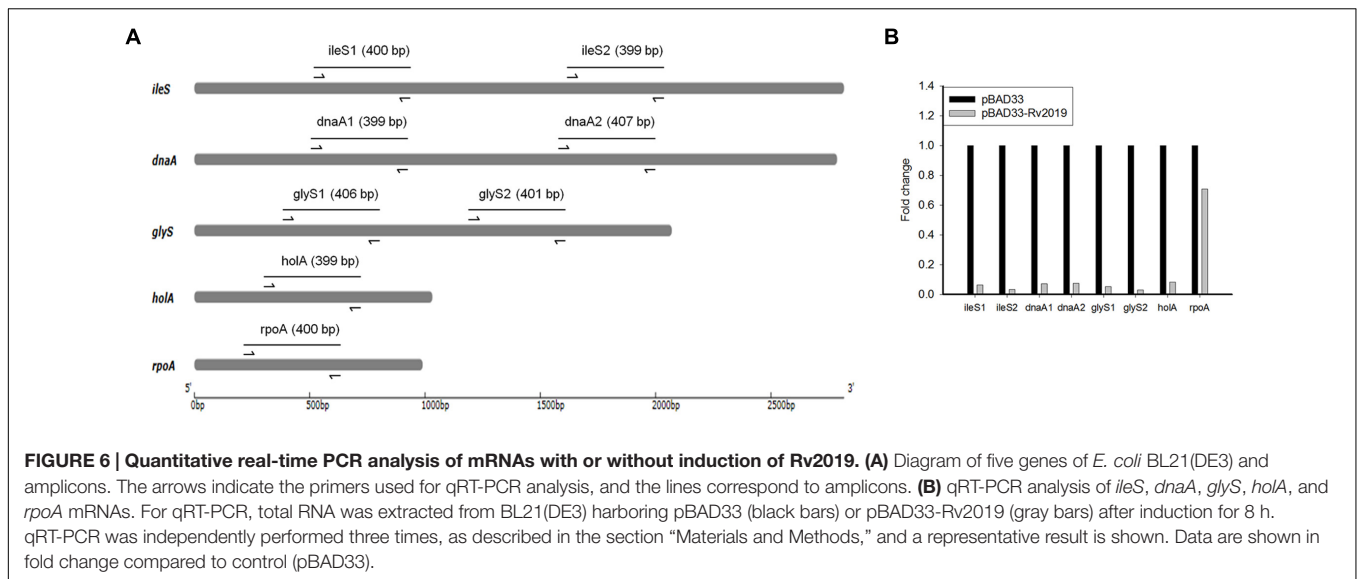 A
ileS1 (400 bp) ileS2 (399 bp)
ileS
dnaA1 (399 bp) dnaA2 (407 bp)
dnaA
glyS1 (406 bp) glyS2 (401 bp)
glyS
holA (399 bp)
holA
rpoA (400 bp)
rpoA
5' 3'
0bp 500bp 1000bp 1500bp 2000bp 2500bp
B
1.4
1.2
1.0
0.8
0.6
0.4
0.2
0.0
Fold change
pBAD33
pBAD33-Rv2019
ileS1 ileS2 dnaA1 dnaA2 glyS1 glyS2 holA rpoA
FIGURE 6 | Quantitative real-time PCR analysis of mRNAs with or without induction of Rv2019. (A) Diagram of five genes of E. coli BL21(DE3) and
amplicons. The arrows indicate the primers used for qRT-PCR analysis, and the lines correspond to amplicons. (B) qRT-PCR analysis of ileS, dnaA, glyS, holA, and
rpoA mRNAs. For qRT-PCR, total RNA was extracted from BL21(DE3) harboring pBAD33 (black bars) or pBAD33-Rv2019 (gray bars) after induction for 8 h.
qRT-PCR was independently performed three times, as described in the section “Materials and Methods,” and a representative result is shown. Data are shown in
fold change compared to control (pBAD33).